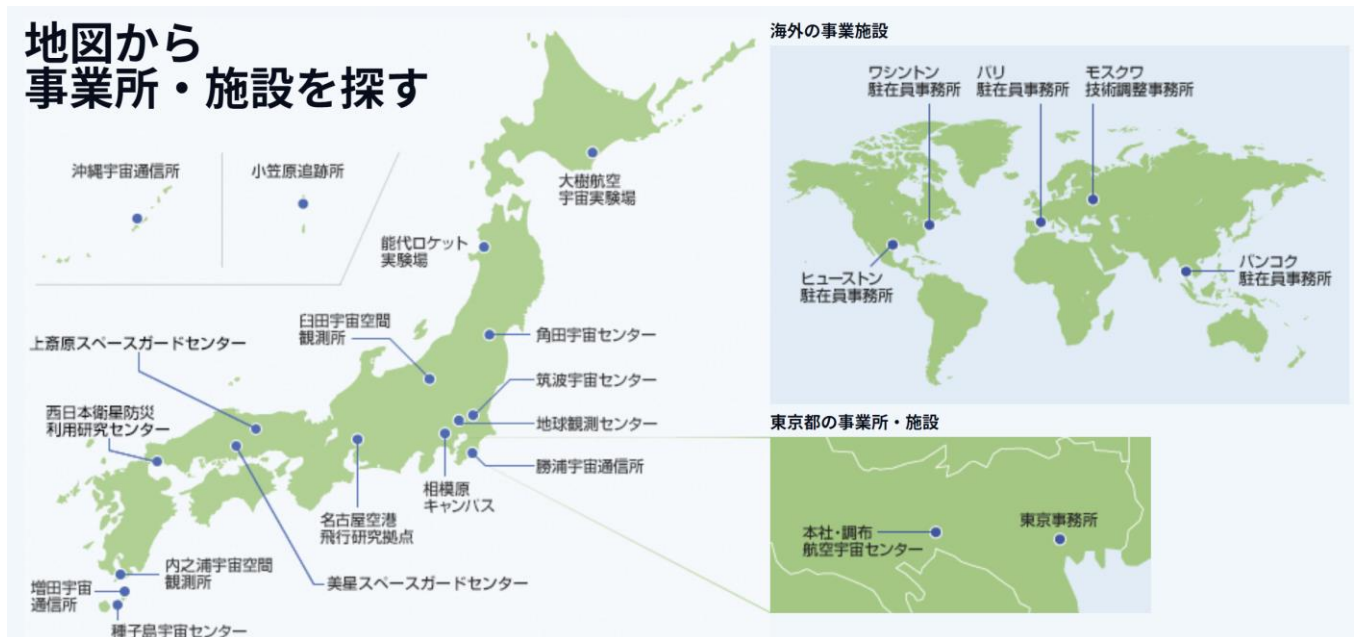 地図から
事業所・施設を探す
沖縄宇宙通信所
小笠原追跡所
大樹航空
宇宙実験場
能代ロケット
実験場
臼田宇宙空間
観測所
角田宇宙センター
上斎原スペースガードセンター
筑波宇宙センター
西日本衛星防災
利用研究センター
地球観測センター
勝浦宇宙通信所
相模原
キャンパス
名古屋空港
飛行研究拠点
内之浦宇宙空間
観測所
美星スペースガードセンター
増田宇宙
通信所
種子島宇宙センター
海外の事業施設
ワシントン
駐在員事務所
パリ
駐在員事務所
モスクワ
技術調整事務所
ヒューストン
駐在員事務所
バンコク
駐在員事務所
東京都の事業所・施設
本社・調布
航空宇宙センター
東京事務所